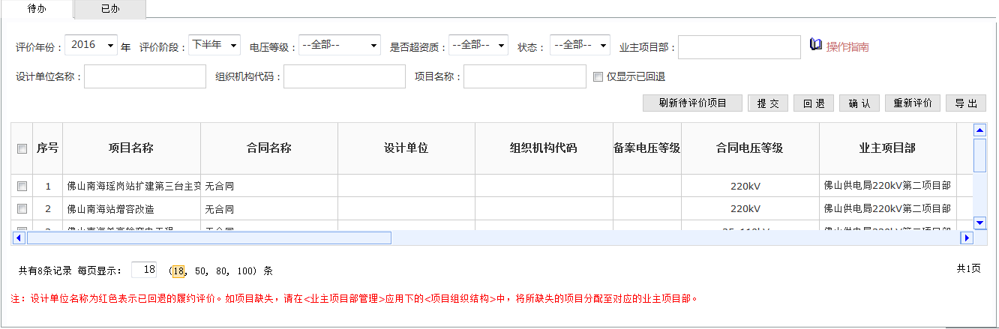 待办 已办
评价年份： 2016 年 评价阶段： 下半年 电压等级： --全部-- 是否超资质： --全部-- 状态： --全部-- 业主项目部： 操作指南
设计单位名称： 组织机构代码： 项目名称： 仅显示已回退
刷新待评价项目 提 交 回 退 确 认 重新评价 导 出
序号 项目名称 合同名称 设计单位 组织机构代码 备案电压等级 合同电压等级 业主项目部
1 佛山南海瑶岗站扩建第三台主变 无合同 220kV 佛山供电局220kV第二项目部
2 佛山南海站增容改造 无合同 220kV 佛山供电局220kV第二项目部
共有8条记录 每页显示： 18 (18, 50, 80, 100) 条 共1页
注：设计单位名称为红色表示已回退的履约评价。如项目缺失，请在<业主项目部管理>应用下的<项目组织结构>中，将所缺失的项目分配至对应的业主项目部。